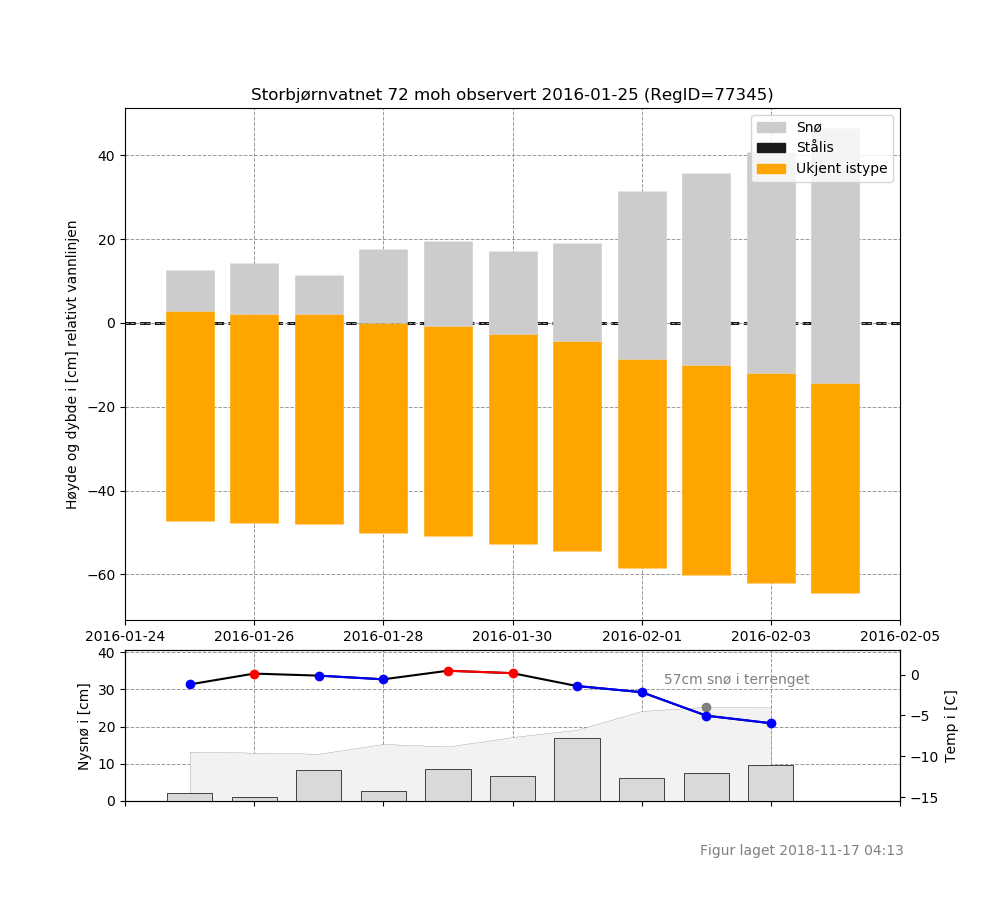 Storbjørnvatnet 72 moh observert 2016-01-25 (RegID=77345)
Snø
Stålis
Ukjent istype
Høyde og dybde i [cm] relativt vannlinjen
40
20
0
−20
−40
−60
2016-01-24 2016-01-26 2016-01-28 2016-01-30 2016-02-01 2016-02-03 2016-02-05
Nysnø i [cm]
40
30
20
10
0
57cm snø i terrenget
0
−5
−10
−15
Temp i [C]
Figur laget 2018-11-17 04:13